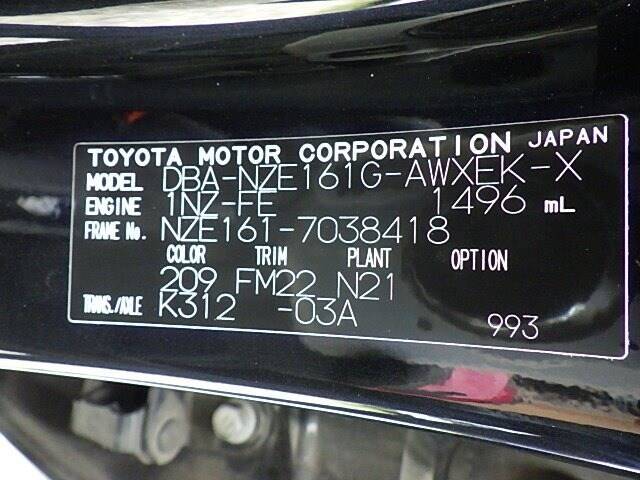 TOYOTA MOTOR CORPORATION JAPAN
MODEL DBA-NZE161G-AWXEK-X
ENGINE 1NZ-FE 1496 mL
FRAME No. NZE161-7038418
COLOR TRIM PLANT OPTION
209 FM22 N21
TRANS./AXLE K312 -03A
993